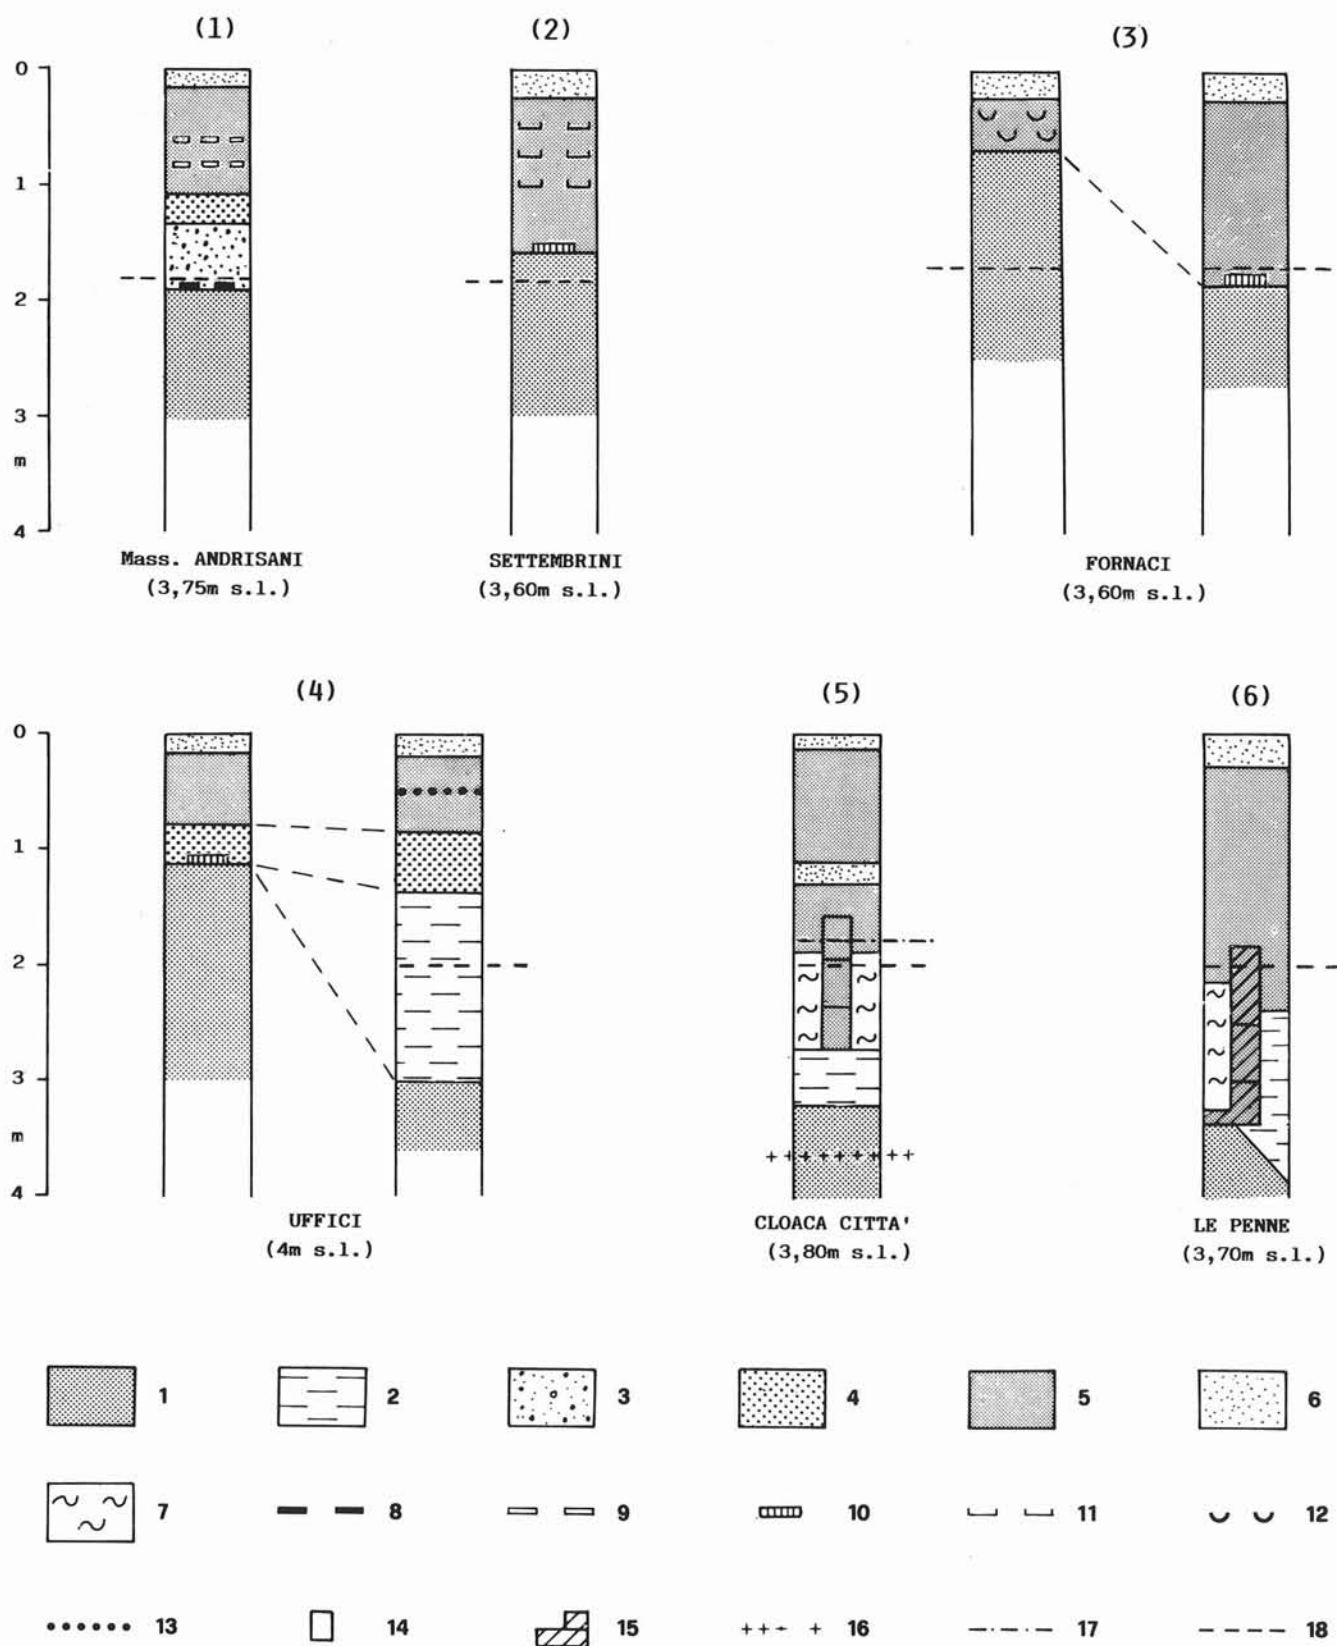 (1) (2) (3)
0
1
2
3
m
4
Mass. ANDRISANI
(3,75m s.l.)
SETTEMBRINI
(3,60m s.l.)
FORNACI
(3,60m s.l.)
(4) (5) (6)
0
1
2
3
m
4
UFFICI
(4m s.l.)
CLOACA CITTA'
(3,80m s.l.)
LE PENNE
(3,70m s.l.)
1 2 3 4 5 6
7 8 9 10 11 12
13 14 15 16 17 18